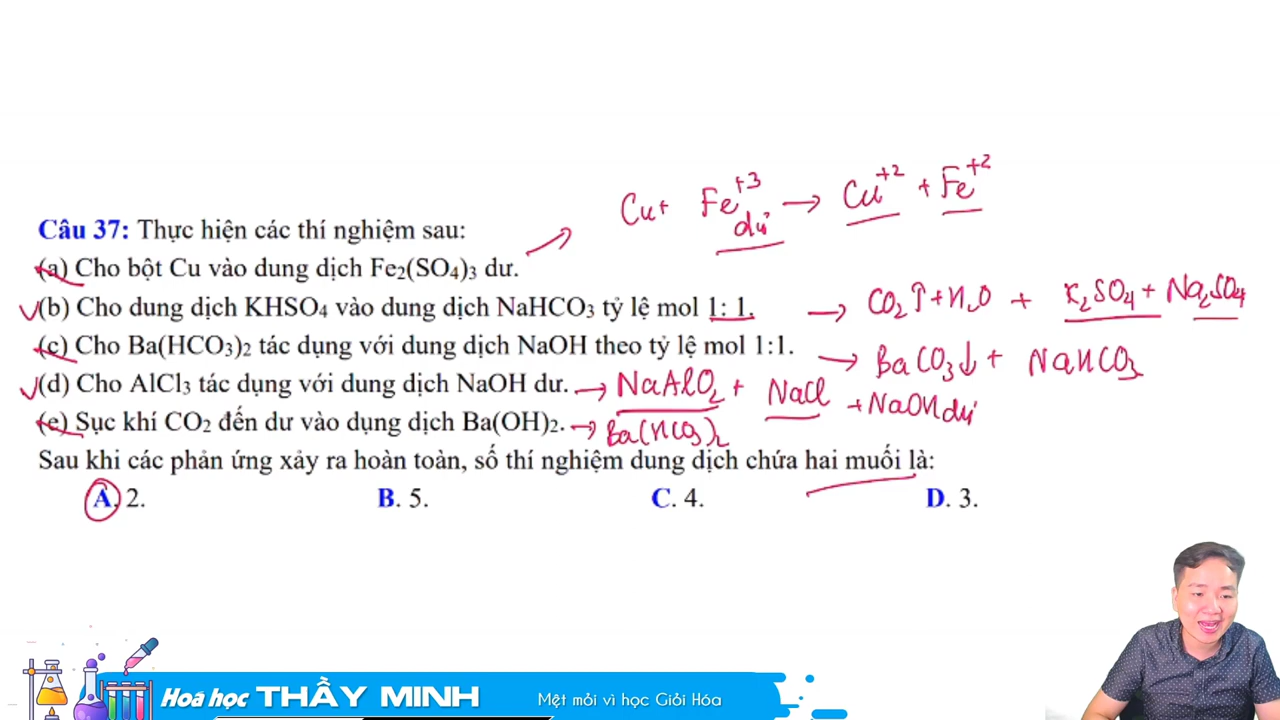 Cu + Fe+3 dư → Cu+2 + Fe+2
Câu 37: Thực hiện các thí nghiệm sau:
(a) Cho bột Cu vào dung dịch Fe2(SO4)3 dư.
(b) Cho dung dịch KHSO4 vào dung dịch NaHCO3 tỷ lệ mol 1: 1. → CO2↑ + H2O + K2SO4 + Na2SO4
(c) Cho Ba(HCO3)2 tác dụng với dung dịch NaOH theo tỷ lệ mol 1:1. → BaCO3↓ + NaHCO3
(d) Cho AlCl3 tác dụng với dung dịch NaOH dư. → NaAlO2 + NaCl + NaOH dư
(e) Sục khí CO2 đến dư vào dụng dịch Ba(OH)2. → Ba(HCO3)2
Sau khi các phản ứng xảy ra hoàn toàn, số thí nghiệm dung dịch chứa hai muối là:
A. 2. B. 5. C. 4. D. 3.
Hoá học THẦY MINH Mệt mỏi vì học Giỏi Hóa